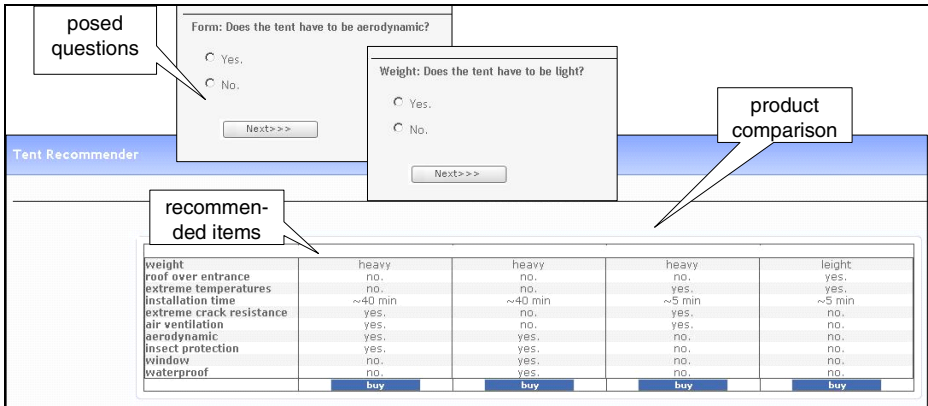 posed
questions
Form: Does the tent have to be aerodynamic?
Yes.
No.
Next>>>
Weight: Does the tent have to be light?
Yes.
No.
Next>>>
product
comparison
Tent Recommender
recommen-
ded items
weight heavy heavy heavy leight
roof over entrance no. no. no. yes.
extreme temperatures no. no. yes. yes.
installation time ~40 min ~40 min ~5 min ~5 min
extreme crack resistance yes. no. yes. no.
air ventilation yes. no. yes. no.
aerodynamic yes. yes. no. no.
insect protection yes. yes. no. no.
window no. yes. no. no.
waterproof no. yes. no. no.
buy buy buy buy